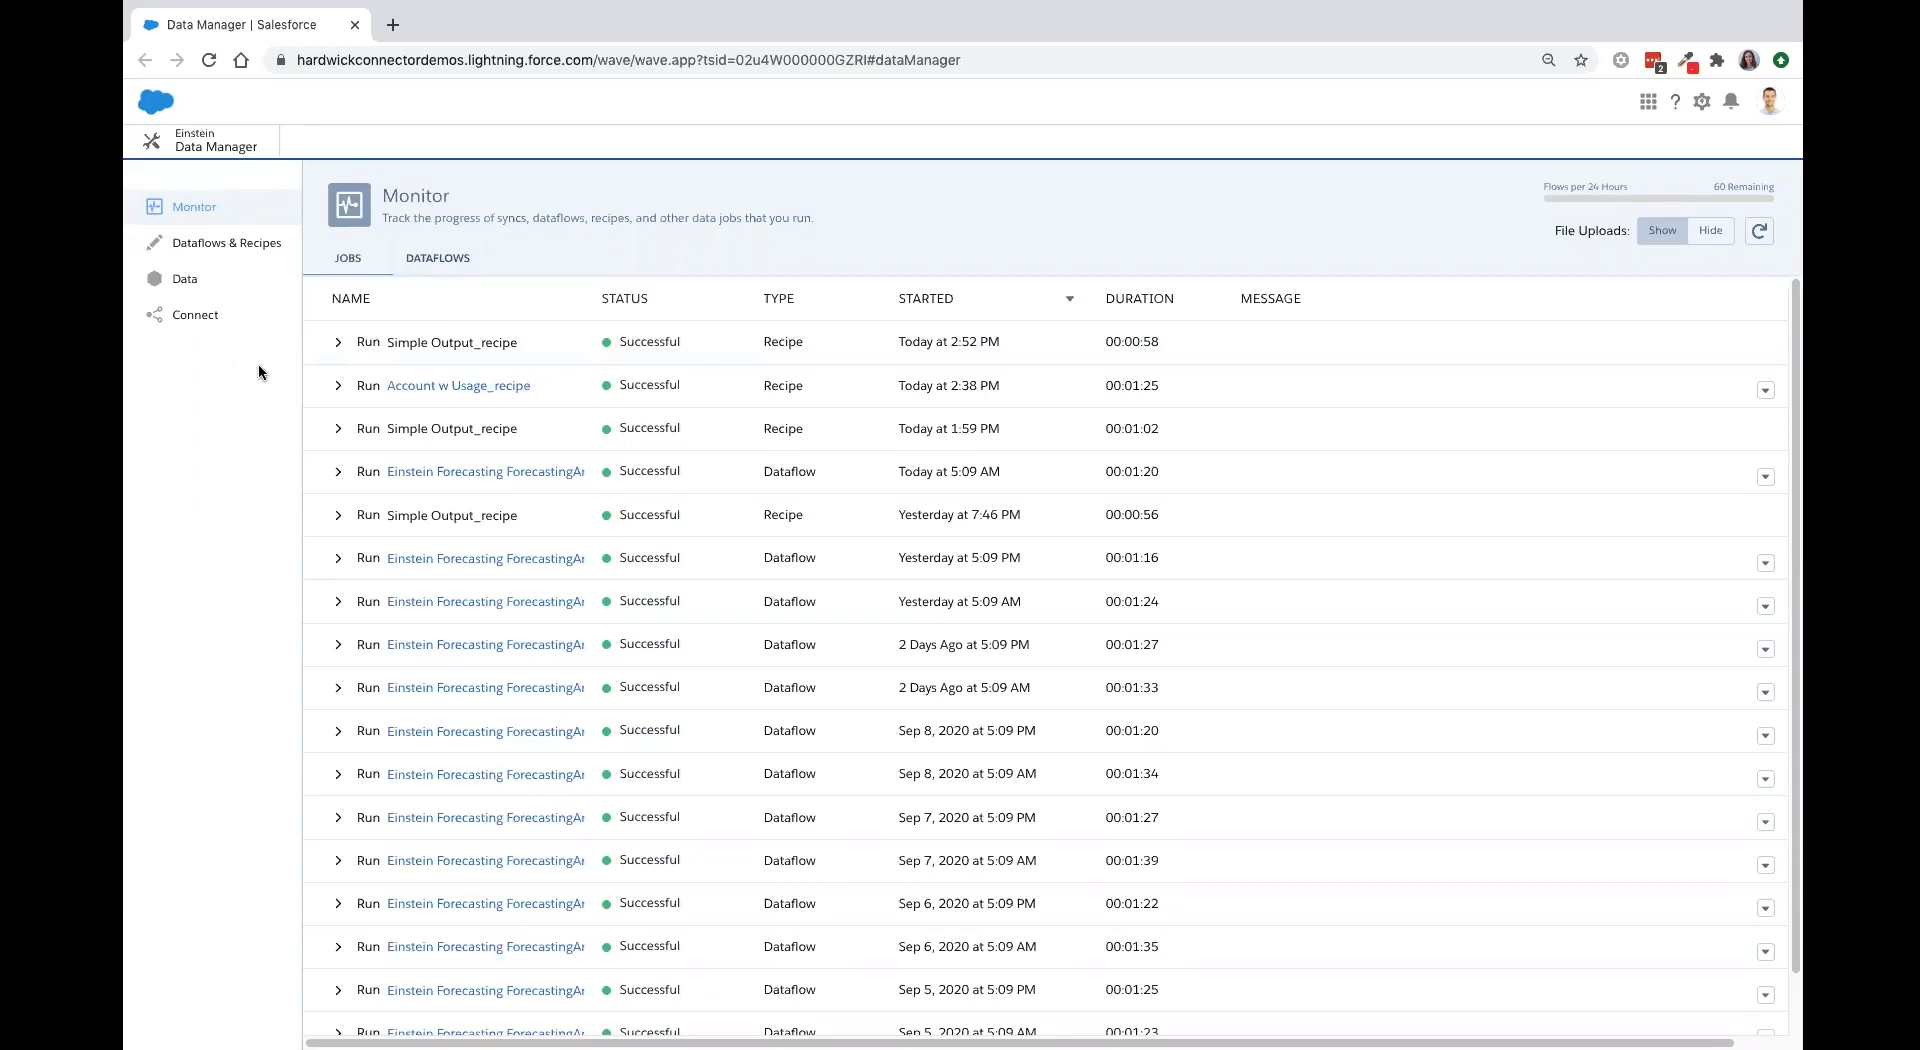 Data Manager | Salesforce
hardwickconnectordemos.lightning.force.com/wave/wave.app?tsid=02u4W000000GZRI#dataManager
2
Einstein
Data Manager
Monitor
Dataflows & Recipes
Data
Connect
Monitor
Track the progress of syncs, dataflows, recipes, and other data jobs that you run.
Flows per 24 Hours 60 Remaining
File Uploads: Show Hide
JOBS DATAFLOWS
NAME STATUS TYPE STARTED DURATION MESSAGE
Run Simple Output_recipe Successful Recipe Today at 2:52 PM 00:00:58
Run Account w Usage_recipe Successful Recipe Today at 2:38 PM 00:01:25
Run Simple Output_recipe Successful Recipe Today at 1:59 PM 00:01:02
Run Einstein Forecasting ForecastingAr Successful Dataflow Today at 5:09 AM 00:01:20
Run Simple Output_recipe Successful Recipe Yesterday at 7:46 PM 00:00:56
Run Einstein Forecasting ForecastingAr Successful Dataflow Yesterday at 5:09 PM 00:01:16
Run Einstein Forecasting ForecastingAr Successful Dataflow Yesterday at 5:09 AM 00:01:24
Run Einstein Forecasting ForecastingAr Successful Dataflow 2 Days Ago at 5:09 PM 00:01:27
Run Einstein Forecasting ForecastingAr Successful Dataflow 2 Days Ago at 5:09 AM 00:01:33
Run Einstein Forecasting ForecastingAr Successful Dataflow Sep 8, 2020 at 5:09 PM 00:01:20
Run Einstein Forecasting ForecastingAr Successful Dataflow Sep 8, 2020 at 5:09 AM 00:01:34
Run Einstein Forecasting ForecastingAr Successful Dataflow Sep 7, 2020 at 5:09 PM 00:01:27
Run Einstein Forecasting ForecastingAr Successful Dataflow Sep 7, 2020 at 5:09 AM 00:01:39
Run Einstein Forecasting ForecastingAr Successful Dataflow Sep 6, 2020 at 5:09 PM 00:01:22
Run Einstein Forecasting ForecastingAr Successful Dataflow Sep 6, 2020 at 5:09 AM 00:01:35
Run Einstein Forecasting ForecastingAr Successful Dataflow Sep 5, 2020 at 5:09 PM 00:01:25
Run Einstein Forecasting ForecastingAr Successful Dataflow Sep 5, 2020 at 5:09 AM 00:01:23